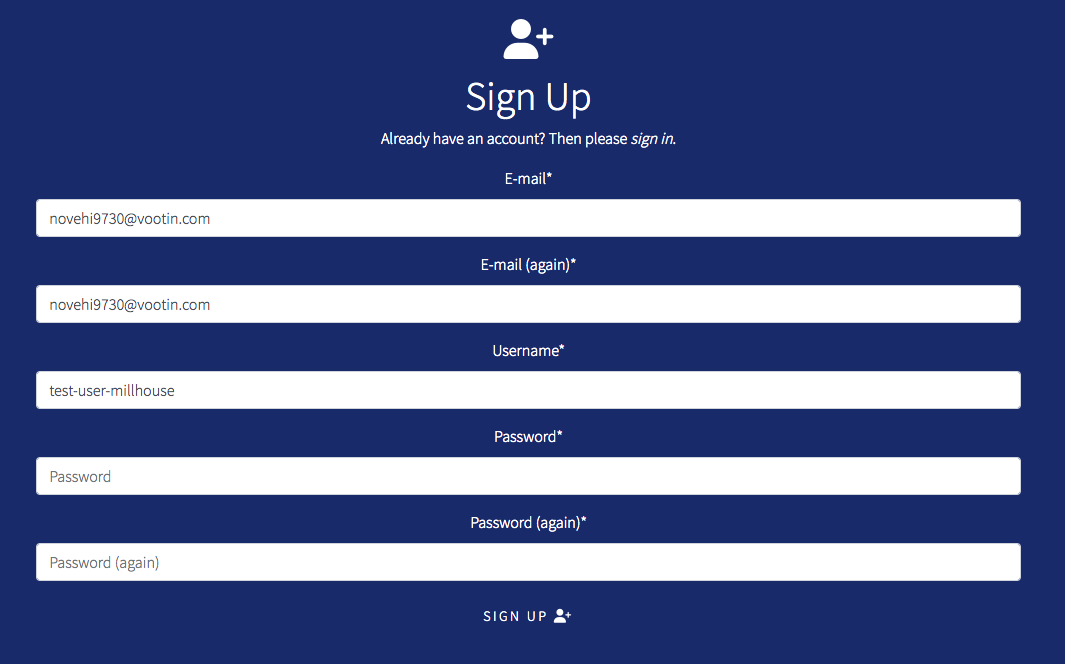 Sign Up
Already have an account? Then please sign in.
E-mail*
novehi9730@vootin.com
E-mail (again)*
novehi9730@vootin.com
Username*
test-user-millhouse
Password*
Password
Password (again)*
Password (again)
SIGN UP